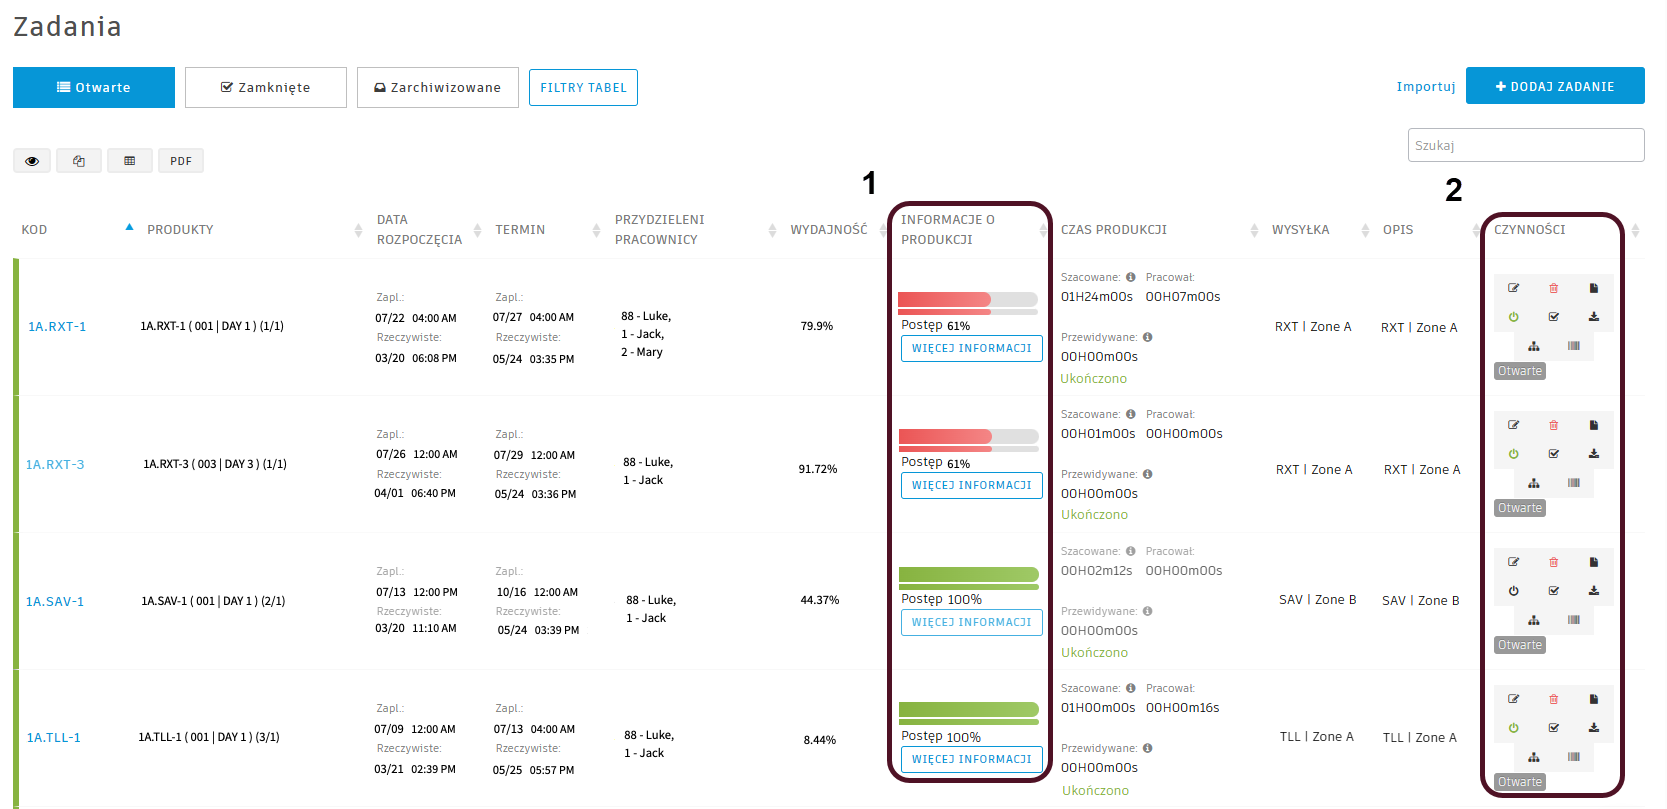 Zadania
Otwarte
Zamknięte
Zarchiwizowane
FILTRY TABEL
Importuj
+ DODAJ ZADANIE
Szukaj
PDF
1
2
KOD
PRODUKTY
DATA
ROZPOCZĘCIA
TERMIN
PRZYDZIELENI
PRACOWNICY
WYDAJNOŚĆ
INFORMACJE O
PRODUKCJI
CZAS PRODUKCJI
WYSYŁKA
OPIS
CZYNNOŚCI
1A.RXT-1
1A.RXT-1 ( 001 | DAY 1 ) (1/1)
Zapl.:
07/22 04:00 AM
Rzeczywiste:
03/20 06:08 PM
Zapl.:
07/27 04:00 AM
Rzeczywiste:
05/24 03:35 PM
88 - Luke,
1 - Jack,
2 - Mary
79.9%
Postęp 61%
WIĘCEJ INFORMACJI
Szacowane: Pracował:
01H24m00s 00H07m00s
Przewidywane:
00H00m00s
Ukończono
RXT | Zone A
RXT | Zone A
Otwarte
1A.RXT-3
1A.RXT-3 ( 003 | DAY 3 ) (1/1)
Zapl.:
07/26 12:00 AM
Rzeczywiste:
04/01 06:40 PM
Zapl.:
07/29 12:00 AM
Rzeczywiste:
05/24 03:36 PM
88 - Luke,
1 - Jack
91.72%
Postęp 61%
WIĘCEJ INFORMACJI
Szacowane: Pracował:
00H01m00s 00H00m00s
Przewidywane:
00H00m00s
Ukończono
RXT | Zone A
RXT | Zone A
Otwarte
1A.SAV-1
1A.SAV-1 ( 001 | DAY 1 ) (2/1)
Zapl.:
07/13 12:00 PM
Rzeczywiste:
03/20 11:10 AM
Zapl.:
10/16 12:00 AM
Rzeczywiste:
05/24 03:39 PM
88 - Luke,
1 - Jack
44.37%
Postęp 100%
WIĘCEJ INFORMACJI
Szacowane: Pracował:
00H02m12s 00H00m00s
Przewidywane:
00H00m00s
Ukończono
SAV | Zone B
SAV | Zone B
Otwarte
1A.TLL-1
1A.TLL-1 ( 001 | DAY 1 ) (3/1)
Zapl.:
07/09 12:00 AM
Rzeczywiste:
03/21 02:39 PM
Zapl.:
07/13 04:00 AM
Rzeczywiste:
05/25 05:57 PM
88 - Luke,
1 - Jack
8.44%
Postęp 100%
WIĘCEJ INFORMACJI
Szacowane: Pracował:
01H00m00s 00H00m16s
Przewidywane:
00H00m00s
Ukończono
TLL | Zone A
TLL | Zone A
Otwarte